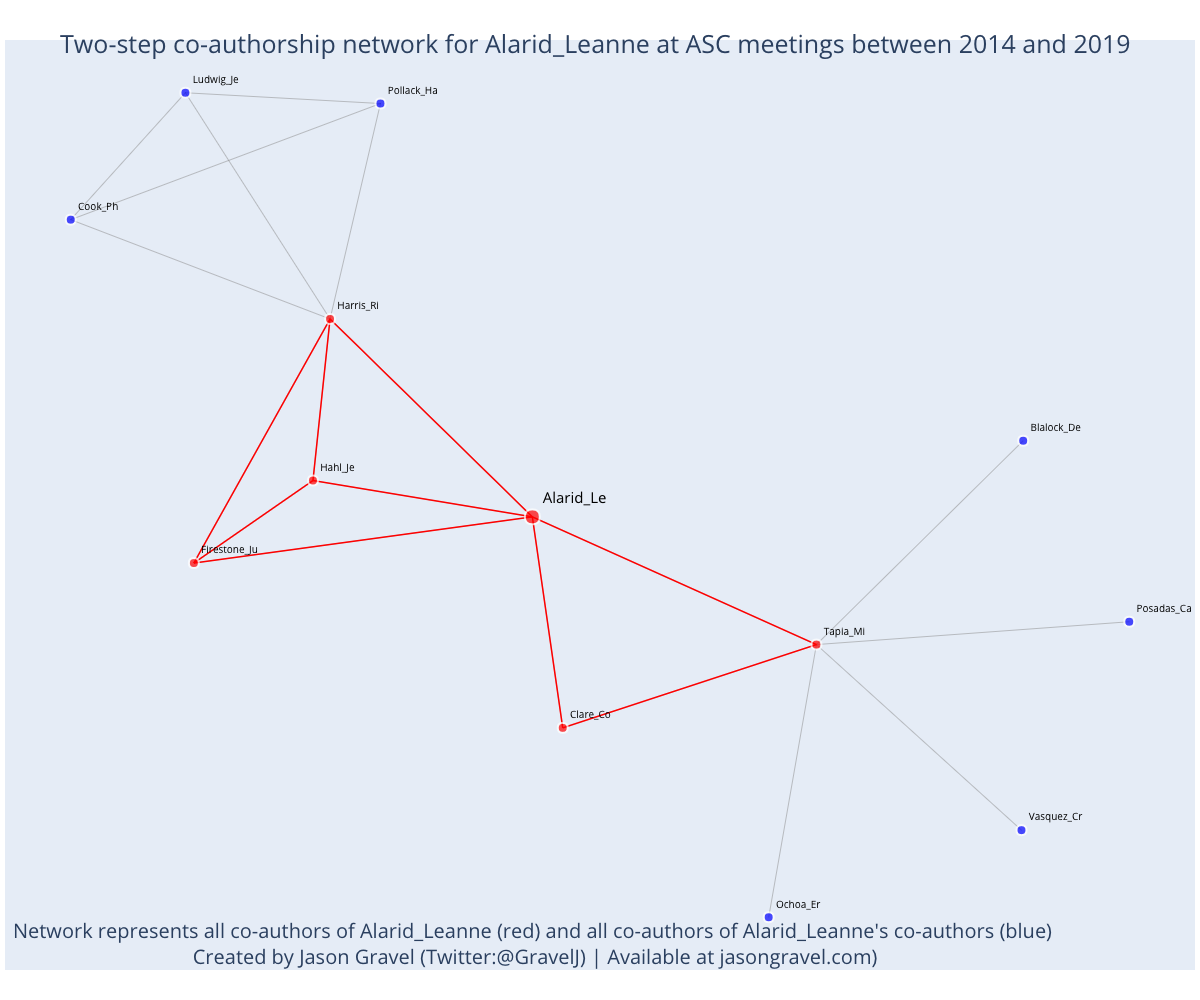 Two-step co-authorship network for Alarid_Leanne at ASC meetings between 2014 and 2019
Ludwig_Je
Pollack_Ha
Cook_Ph
Harris_Ri
Blalock_De
Hahl_Je
Alarid_Le
Firestone_Ju
Posadas_Ca
Tapia_Mi
Clare_Co
Vasquez_Cr
Ochoa_Er
Network represents all co-authors of Alarid_Leanne (red) and all co-authors of Alarid_Leanne's co-authors (blue)
Created by Jason Gravel (Twitter:@GravelJ) | Available at jasongravel.com)